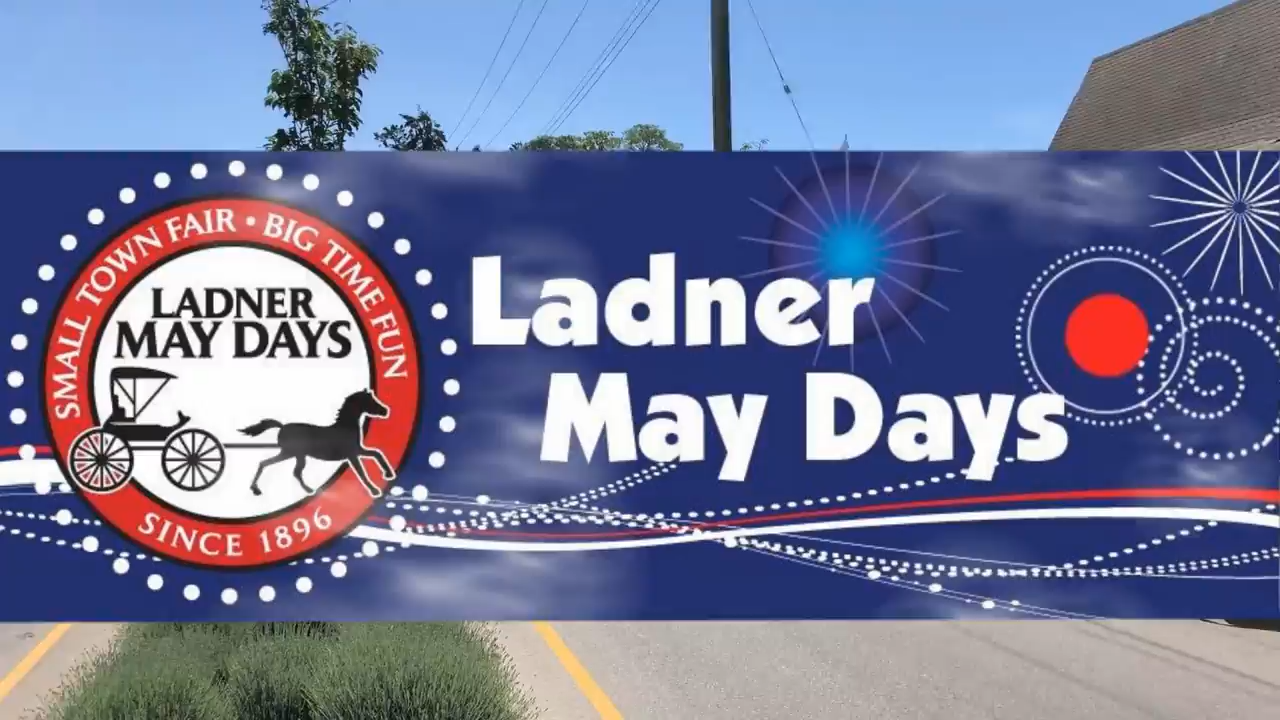 SMALL TOWN FAIR • BIG TIME FUN
LADNER
MAY DAYS
SINCE 1896
Ladner
May Days